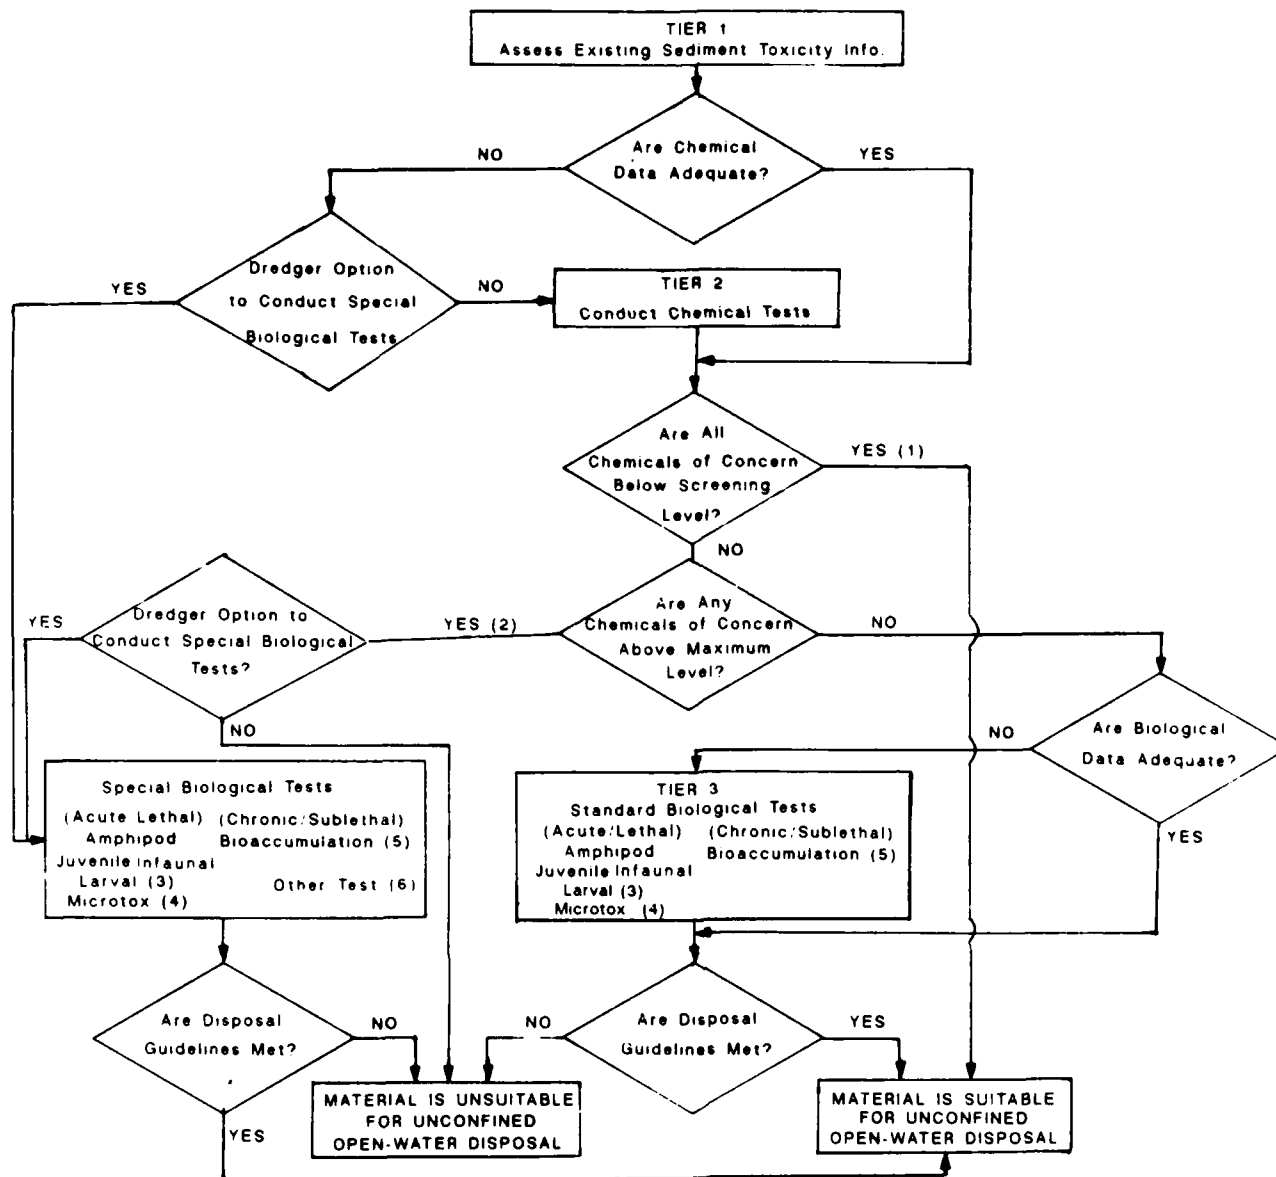 TIER 1
Assess Existing Sediment Toxicity Info.
Are Chemical
Data Adequate?
NO
YES
Dredger Option
to Conduct Special
Biological Tests
YES
NO
TIER 2
Conduct Chemical Tests
Are All
Chemicals of Concern
Below Screening
Level?
YES (1)
NO
Are Any
Chemicals of Concern
Above Maximum
Level?
YES (2)
NO
Dredger Option to
Conduct Special Biological
Tests?
YES
NO
Are Biological
Data Adequate?
NO
YES
Special Biological Tests
(Acute Lethal) (Chronic/Sublethal)
Amphipod Bioaccumulation (5)
Juvenile Infaunal
Larval (3) Other Test (6)
Microtox (4)
TIER 3
Standard Biological Tests
(Acute/Lethal) (Chronic/Sublethal)
Amphipod Bioaccumulation (5)
Juvenile Infaunal
Larval (3)
Microtox (4)
Are Disposal
Guidelines Met?
NO
YES
Are Disposal
Guidelines Met?
NO
YES
MATERIAL IS UNSUITABLE
FOR UNCONFINED
OPEN-WATER DISPOSAL
MATERIAL IS SUITABLE
FOR UNCONFINED
OPEN-WATER DISPOSAL